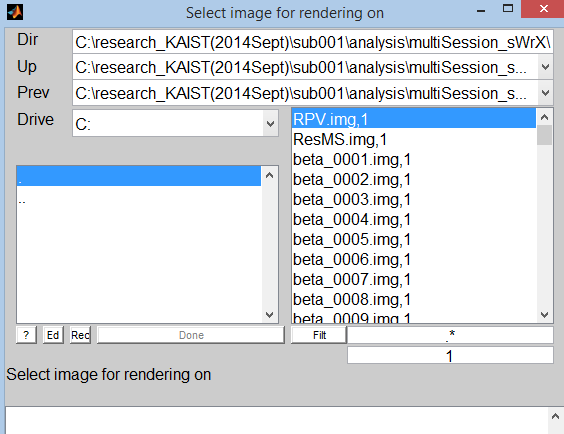 Select image for rendering on
Dir C:\research_KAIST(2014Sept)\sub001\analysis\multiSession_sWrX\
Up C:\research_KAIST(2014Sept)\sub001\analysis\multiSession_s...
Prev C:\research_KAIST(2014Sept)\sub001\analysis\multiSession_s...
Drive C:
RPV.img,1
ResMS.img,1
beta_0001.img,1
beta_0002.img,1
beta_0003.img,1
beta_0004.img,1
beta_0005.img,1
beta_0006.img,1
beta_0007.img,1
beta_0008.img,1
beta_0009.img,1
.
..
? Ed Rec Done Filt .*
1
Select image for rendering on